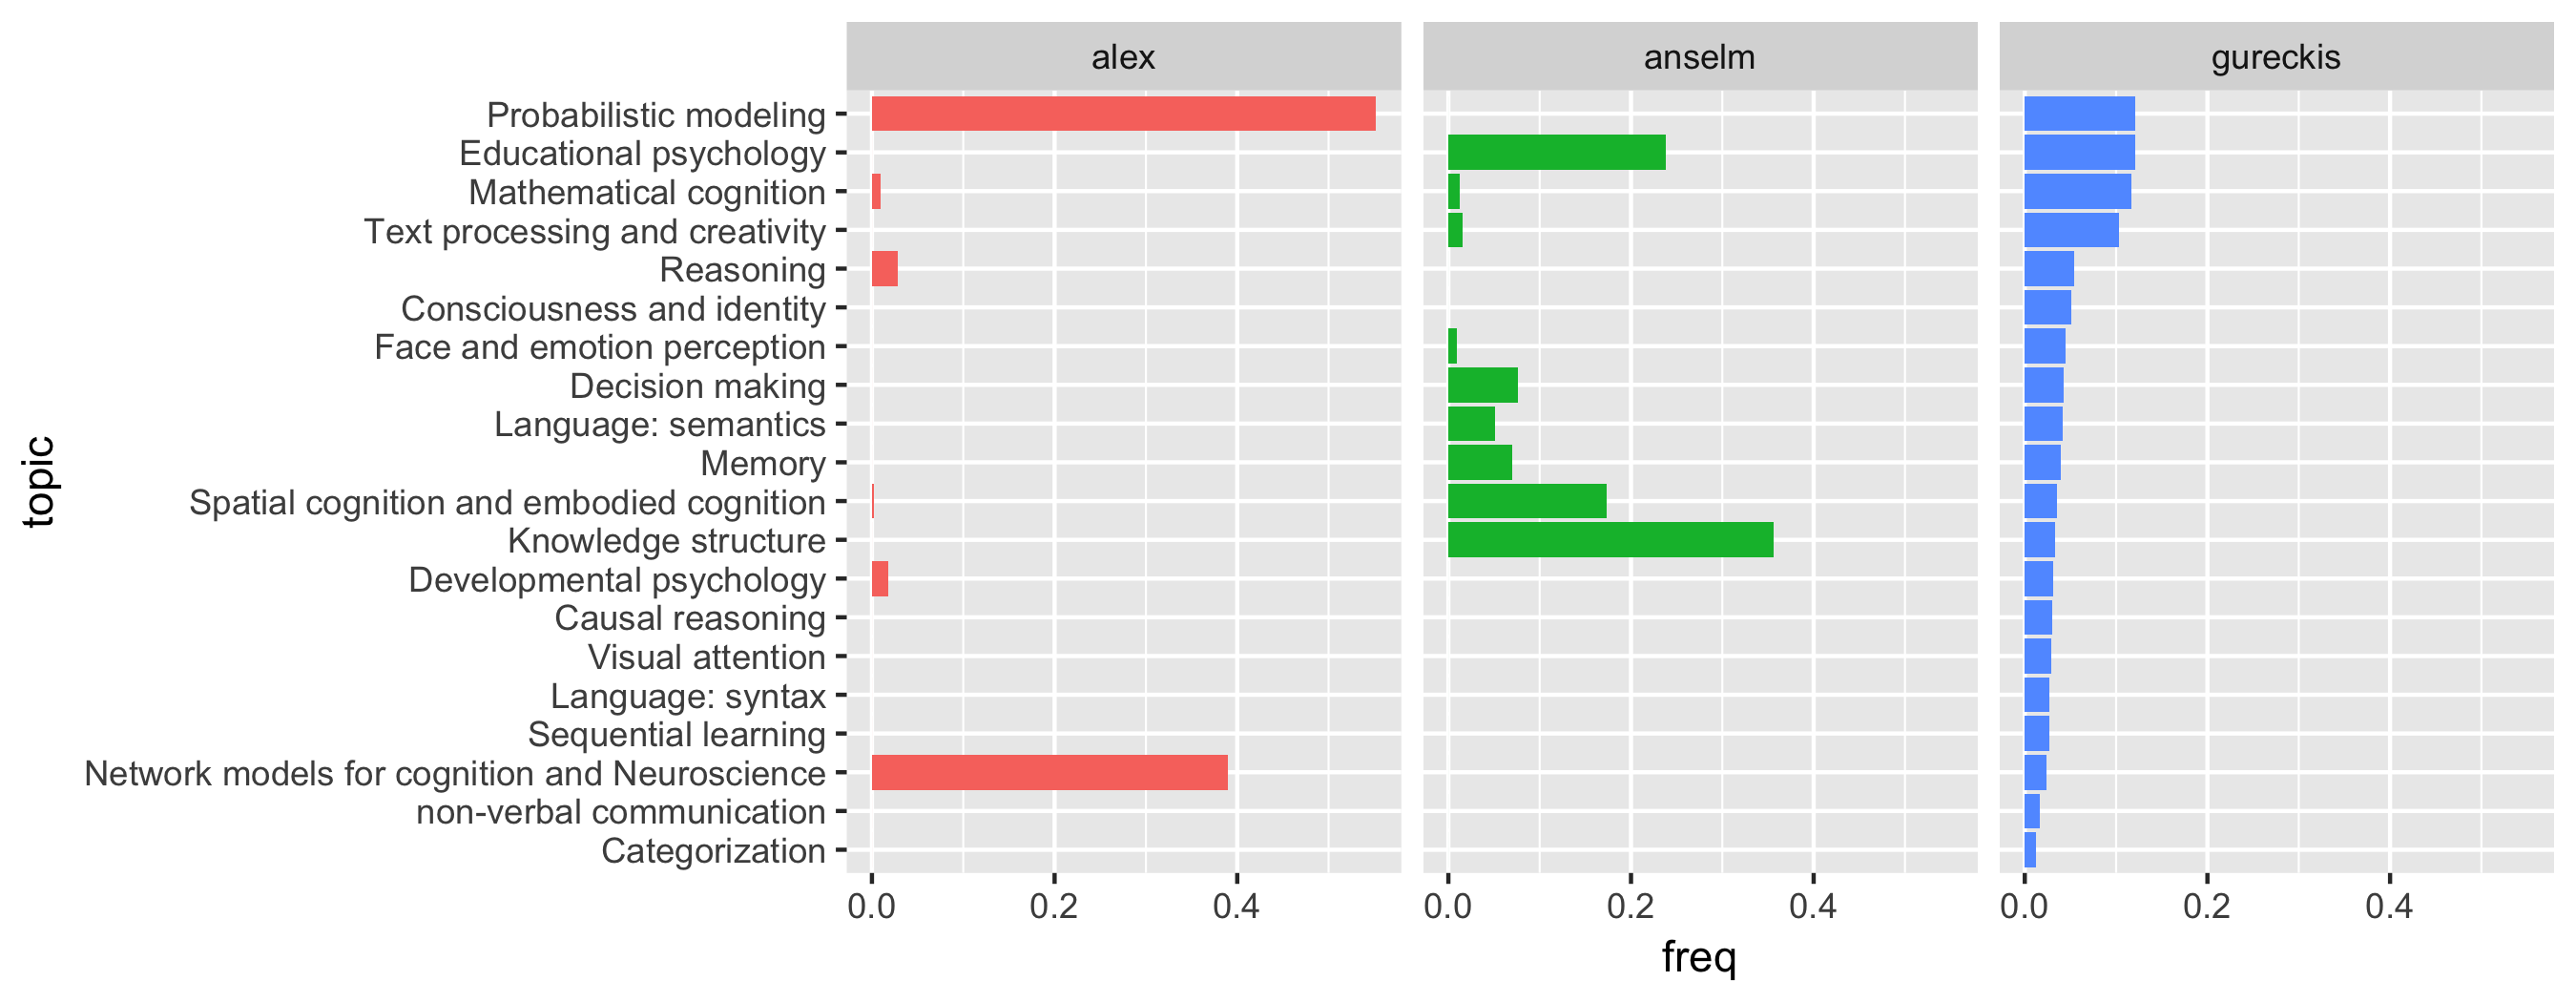 alex
anselm
gureckis
Probabilistic modeling
Educational psychology
Mathematical cognition
Text processing and creativity
Reasoning
Consciousness and identity
Face and emotion perception
Decision making
Language: semantics
Memory
Spatial cognition and embodied cognition
Knowledge structure
Developmental psychology
Causal reasoning
Visual attention
Language: syntax
Sequential learning
Network models for cognition and Neuroscience
non-verbal communication
Categorization
topic
0.0 0.2 0.4
0.0 0.2 0.4
0.0 0.2 0.4
freq